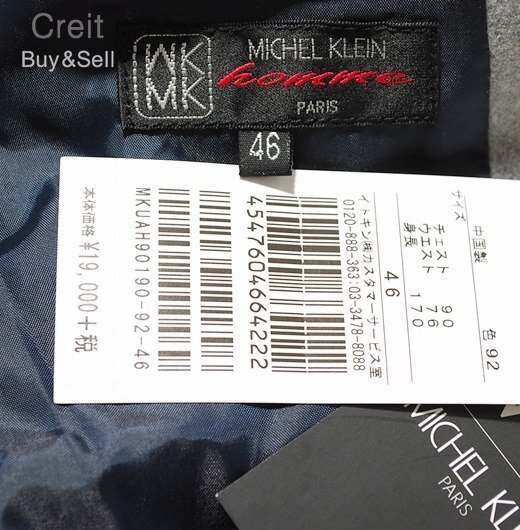 Creit
Buy&Sell
MK
MK
MICHEL KLEIN
homme
PARIS
46
サイズ
中国製
色 92
チェスト 90
ウエスト 76
身長 170
46
イトキン㈱カスタマーサービス室
0120-888-363:03-3478-8088
4547604664222
MKUAH90190-92-46
本体価格 ¥19,000+税
MICHEL KLEIN